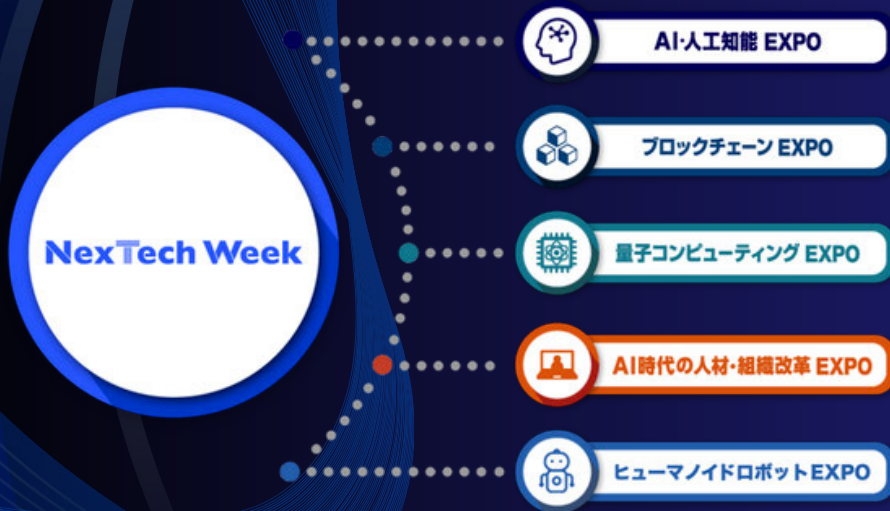 NexTech Week
AI・人工知能 EXPO
ブロックチェーン EXPO
量子コンピューティング EXPO
AI時代の人材・組織改革 EXPO
ヒューマノイドロボットEXPO